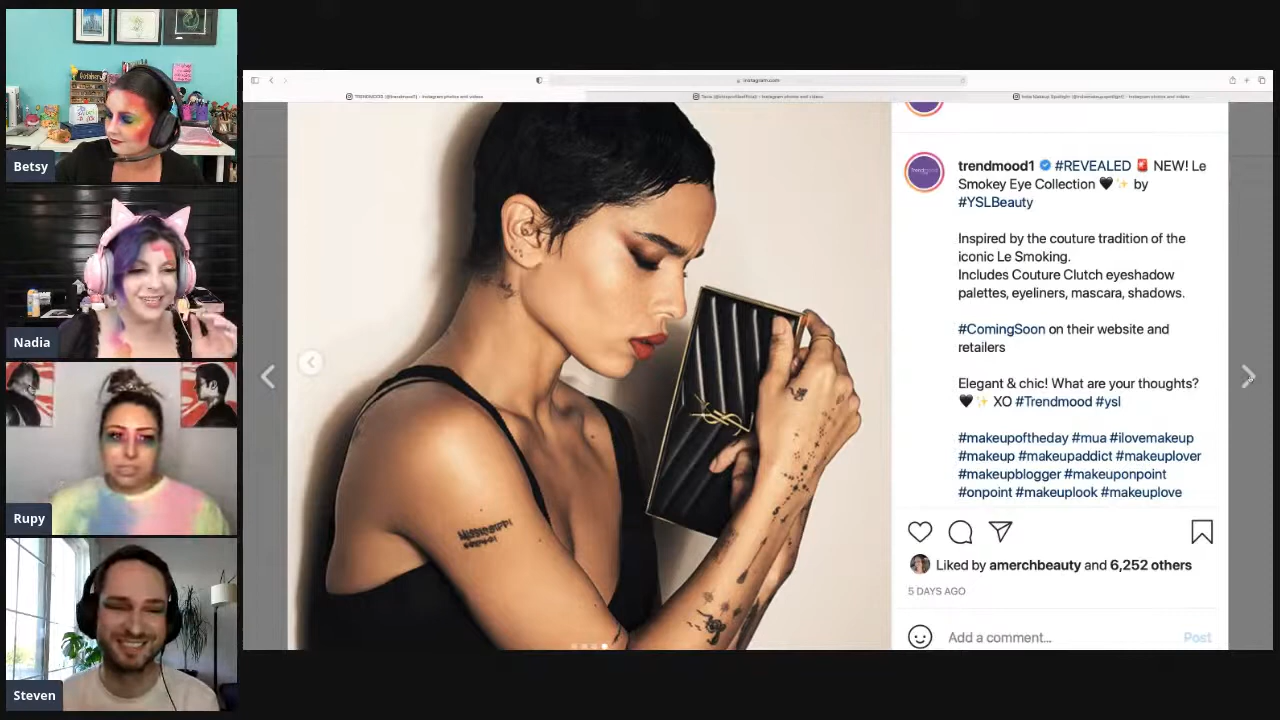 Betsy
Nadia
Rupy
Steven
instagram.com
trendmood1 #REVEALED 🚨 NEW! Le
Smokey Eye Collection 🖤✨ by
#YSLBeauty
Inspired by the couture tradition of the
iconic Le Smoking.
Includes Couture Clutch eyeshadow
palettes, eyeliners, mascara, shadows.
#ComingSoon on their website and
retailers
Elegant & chic! What are your thoughts?
🖤✨ XO #Trendmood #ysl
#makeupoftheday #mua #ilovemakeup
#makeup #makeupaddict #makeuplover
#makeupblogger #makeuponpoint
#onpoint #makeuplook #makeuplove
Liked by amerchbeauty and 6,252 others
5 DAYS AGO
Add a comment... Post